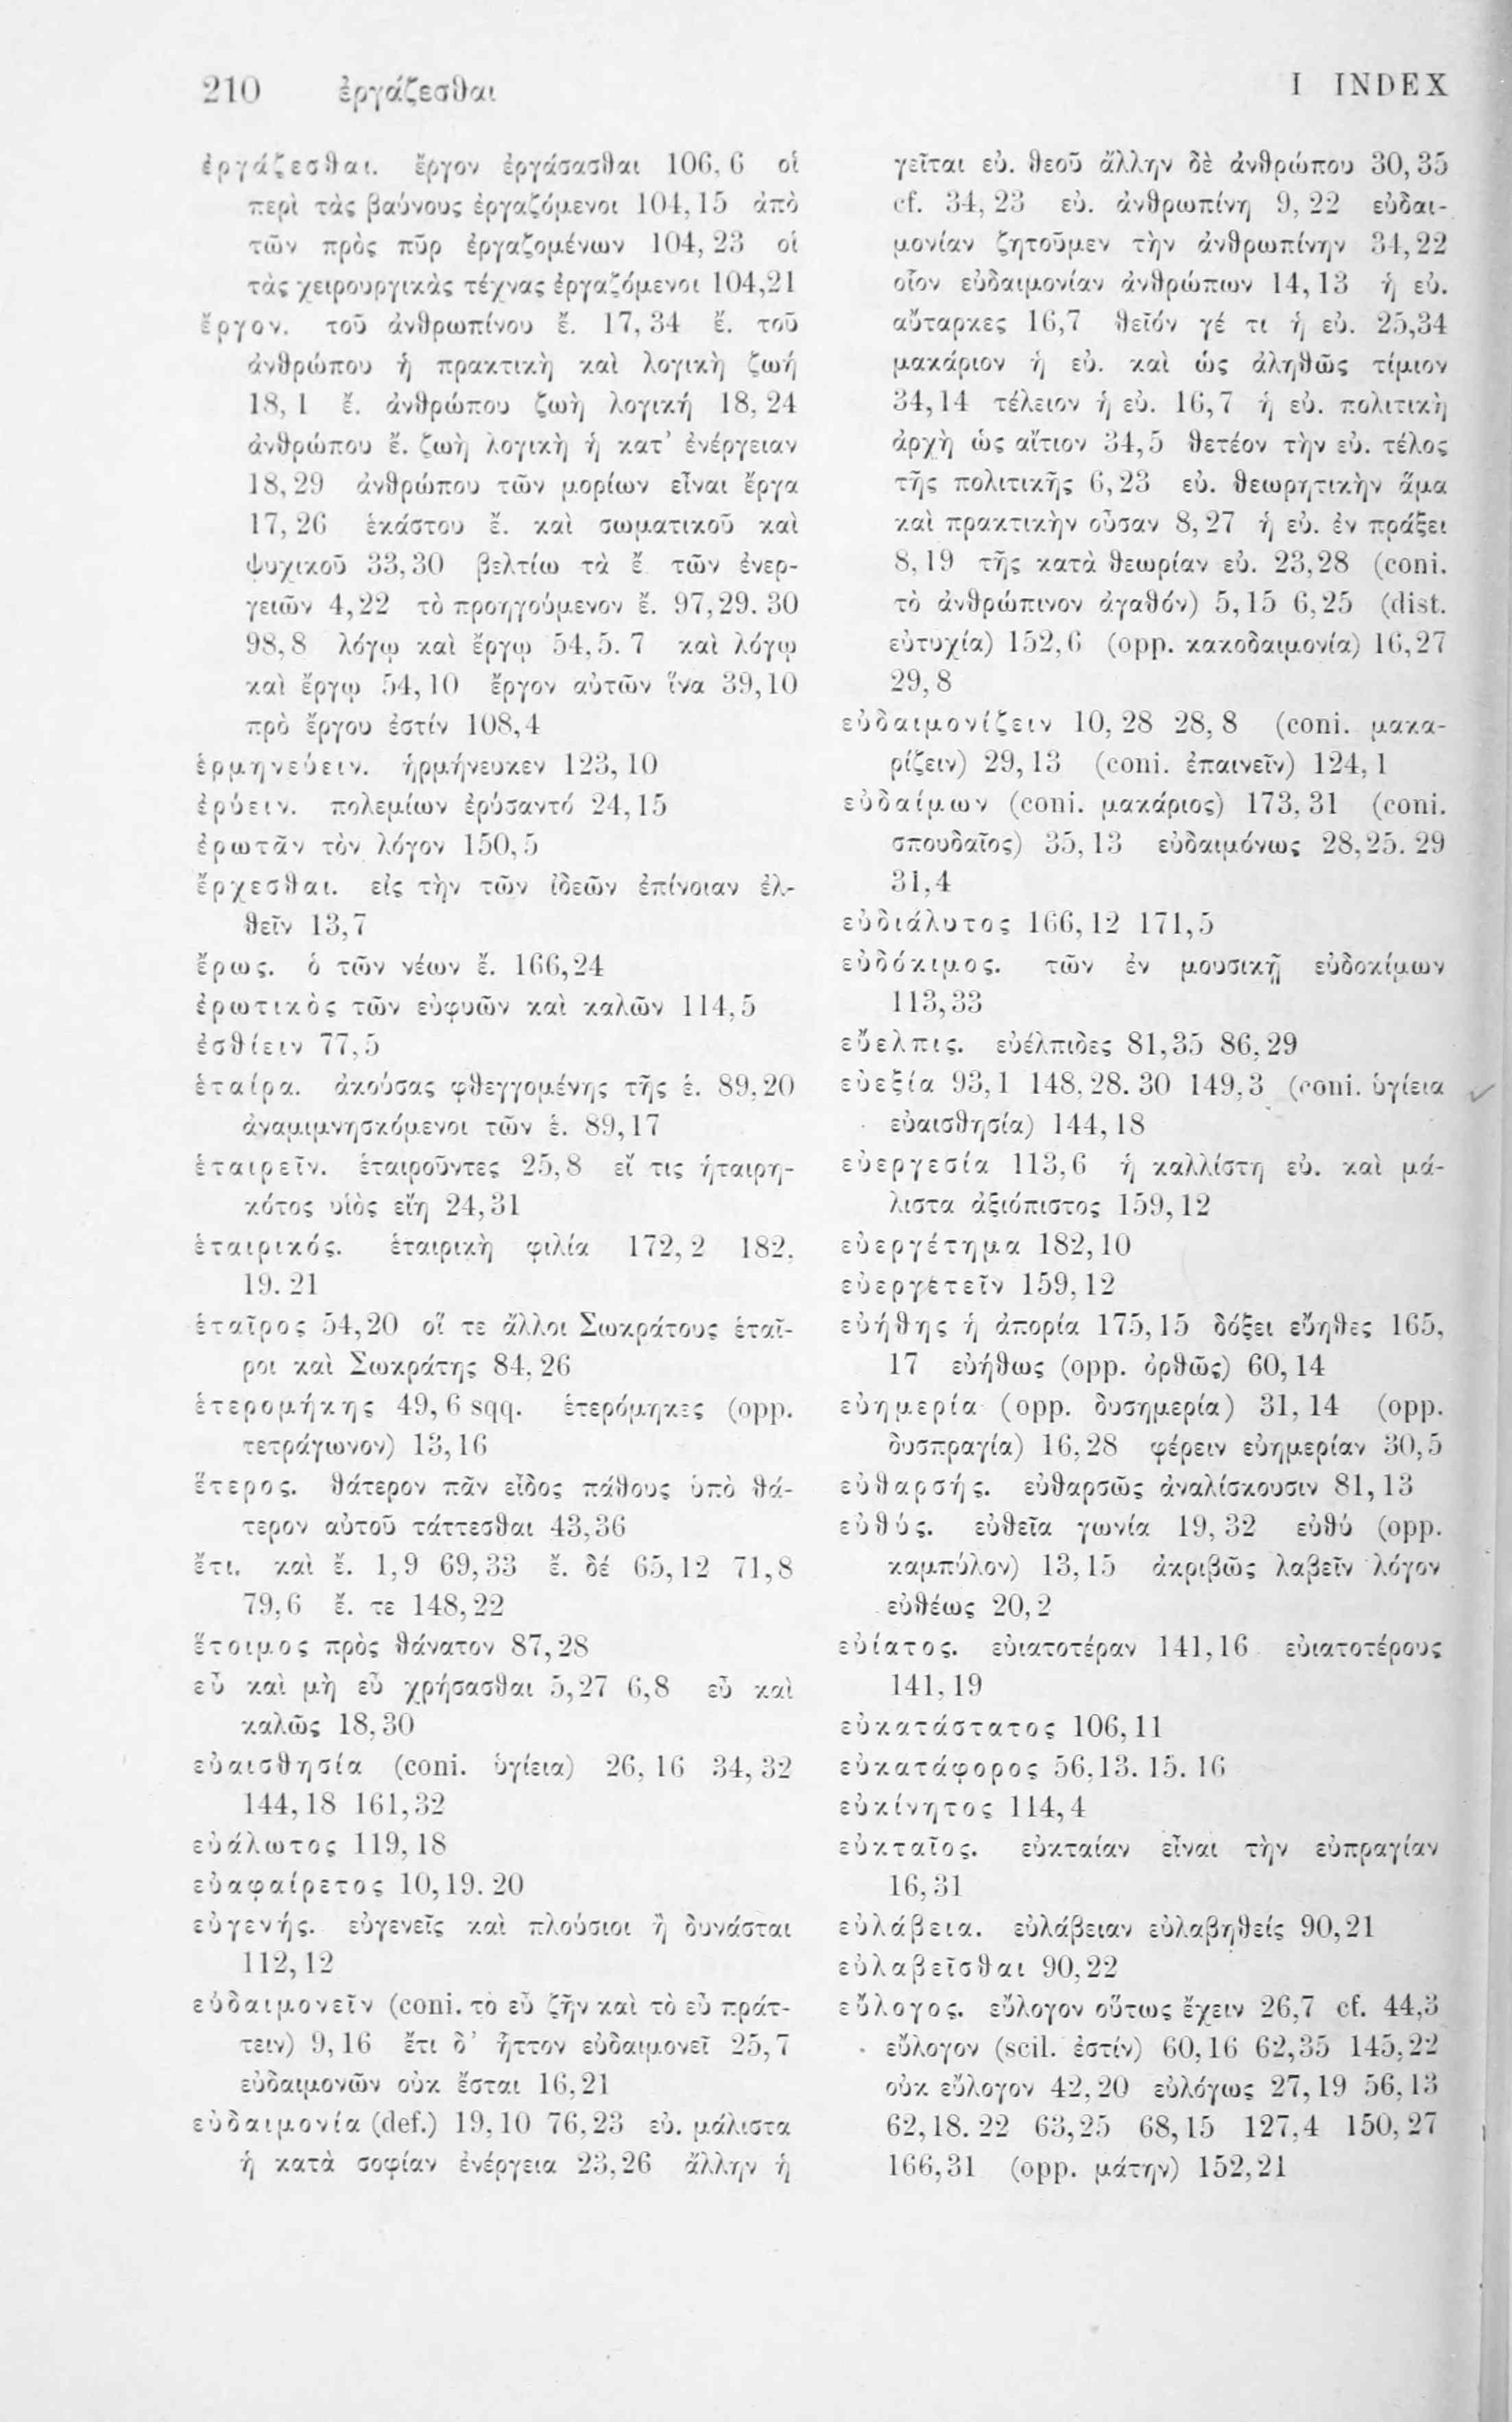 210 ἐργάζεσθαι
I INDEX
ἐργάζεσθαι. ἔργον ἐργάσασθαι 106, 6 οἱ
περὶ τὰς βαύνους ἐργαζόμενοι 104, 15 ἀπὸ
τῶν πρὸς πῦρ ἐργαζομένων 104, 23 οἱ
τὰς χειρουργικὰς τέχνας ἐργαζόμενοι 104,21
ἔργον. τοῦ ἀνθρωπίνου ἔ. 17, 34 ἔ. τοῦ
ἀνθρώπου ἡ πρακτικὴ καὶ λογικὴ ζωή
18, 1 ἔ. ἀνθρώπου ζωὴ λογική 18, 24
ἀνθρώπου ἔ. ζωὴ λογικὴ ἡ κατ’ ἐνέργειαν
18, 29 ἀνθρώπου τῶν μορίων εἶναι ἔργα
17, 26 ἑκάστου ἔ. καὶ σωματικοῦ καὶ
ψυχικοῦ 33, 30 βελτίω τὰ ἔ. τῶν ἐνερ-
γειῶν 4,22 τὸ προηγούμενον ἔ. 97,29. 30
98, 8 λόγῳ καὶ ἔργῳ 54, 5. 7 καὶ λόγῳ
καὶ ἔργῳ 54, 10 ἔργον αὐτῶν ἵνα 39, 10
πρὸ ἔργου ἐστίν 108, 4
ἑρμηνεύειν. ἡρμήνευκεν 123, 10
ἐρύειν. πολεμίων ἐρύσαντό 24, 15
ἐρωτᾶν τὸν λόγον 150, 5
ἔρχεσθαι. εἰς τὴν τῶν ἰδεῶν ἐπίνοιαν ἐλ-
θεῖν 13, 7
ἔρως. ὁ τῶν νέων ἔ. 166,24
ἐρωτικὸς τῶν εὐφυῶν καὶ καλῶν 114, 5
ἐσθίειν 77, 5
ἑταίρα. ἀκούσας φθεγγομένης τῆς ἑ. 89, 20
ἀναμιμνησκόμενοι τῶν ἑ. 89, 17
ἑταιρεῖν. ἑταιροῦντες 25, 8 εἴ τις ἡταιρη-
κότος υἱὸς εἴη 24, 31
ἑταιρικός. ἑταιρικὴ φιλία 172, 2 182,
19. 21
ἑταῖρος 54, 20 οἵ τε ἄλλοι Σωκράτους ἑταῖ-
ροι καὶ Σωκράτης 84, 26
ἑτερομήκης 49, 6 sqq. ἑτερόμηκες (opp.
τετράγωνον) 13, 16
ἕτερος. θάτερον πᾶν εἶδος πάθους ὑπὸ θά-
τερον αὐτοῦ τάττεσθαι 43, 36
ἔτι. καὶ ἔ. 1, 9 69, 33 ἔ. δέ 65, 12 71, 8
79, 6 ἔ. τε 148, 22
ἕτοιμος πρὸς θάνατον 87, 28
εὖ καὶ μὴ εὖ χρήσασθαι 5, 27 6, 8 εὖ καὶ
καλῶς 18, 30
εὐαισθησία (coni. ὑγίεια) 26, 16 34, 32
144, 18 161, 32
εὐάλωτος 119, 18
εὐαφαίρετος 10, 19. 20
εὐγενής. εὐγενεῖς καὶ πλούσιοι ἢ δυνάσται
112, 12
εὐδαιμονεῖν (coni. τὸ εὖ ζῆν καὶ τὸ εὖ πράτ-
τειν) 9, 16 ἔτι δ’ ἧττον εὐδαιμονεῖ 25, 7
εὐδαιμονῶν οὐκ ἔσται 16, 21
εὐδαιμονία (def.) 19, 10 76, 23 εὐ. μάλιστα
ἡ κατὰ σοφίαν ἐνέργεια 23, 26 ἄλλην ἡ
γεῖται εὐ. θεοῦ ἄλλην δὲ ἀνθρώπου 30, 35
cf. 34, 23 εὐ. ἀνθρωπίνη 9, 22 εὐδαι-
μονίαν ζητοῦμεν τὴν ἀνθρωπίνην 34, 22
οἷον εὐδαιμονίαν ἀνθρώπων 14, 13 ἡ εὐ.
αὔταρκες 16,7 θεῖόν γέ τι ἡ εὐ. 25,34
μακάριον ἡ εὐ. καὶ ὡς ἀληθῶς τίμιον
34, 14 τέλειον ἡ εὐ. 16, 7 ἡ εὐ. πολιτικὴ
ἀρχὴ ὡς αἴτιον 34, 5 θετέον τὴν εὐ. τέλος
τῆς πολιτικῆς 6, 23 εὐ. θεωρητικὴν ἅμα
καὶ πρακτικὴν οὖσαν 8, 27 ἡ εὐ. ἐν πράξει
8, 19 τῆς κατὰ θεωρίαν εὐ. 23, 28 (coni.
τὸ ἀνθρώπινον ἀγαθόν) 5, 15 6, 25 (dist.
εὐτυχία) 152, 6 (opp. κακοδαιμονία) 16, 27
29, 8
εὐδαιμονίζειν 10, 28 28, 8 (coni. μακα-
ρίζειν) 29, 13 (coni. ἐπαινεῖν) 124, 1
εὐδαίμων (coni. μακάριος) 173, 31 (coni.
σπουδαῖος) 35, 13 εὐδαιμόνως 28, 25. 29
31, 4
εὐδιάλυτος 166, 12 171, 5
εὐδόκιμος. τῶν ἐν μουσικῇ εὐδοκίμων
113, 33
εὔελπις. εὐέλπιδες 81, 35 86, 29
εὐεξία 93, 1 148, 28. 30 149, 3 (coni. ὑγίεια
εὐαισθησία) 144, 18
εὐεργεσία 113, 6 ἡ καλλίστη εὐ. καὶ μά-
λιστα ἀξιόπιστος 159, 12
εὐεργέτημα 182, 10
εὐεργετεῖν 159, 12
εὐήθης ἡ ἀπορία 175, 15 δόξει εὔηθες 165,
17 εὐήθως (opp. ὀρθῶς) 60, 14
εὐημερία (opp. δυσημερία) 31, 14 (opp.
δυσπραγία) 16, 28 φέρειν εὐημερίαν 30, 5
εὐθαρσής. εὐθαρσῶς ἀναλίσκουσιν 81, 13
εὐθύς. εὐθεῖα γωνία 19, 32 εὐθύ (opp.
καμπύλον) 13, 15 ἀκριβῶς λαβεῖν λόγον
εὐθέως 20, 2
εὐίατος. εὐιατοτέραν 141, 16 εὐιατοτέρους
141, 19
εὐκατάστατος 106, 11
εὐκατάφορος 56, 13. 15. 16
εὐκίνητος 114, 4
εὐκταῖος. εὐκταίαν εἶναι τὴν εὐπραγίαν
16, 31
εὐλάβεια. εὐλάβειαν εὐλαβηθείς 90, 21
εὐλαβεῖσθαι 90, 22
εὔλογος. εὔλογον οὕτως ἔχειν 26,7 cf. 44,3
εὔλογον (scil. ἐστίν) 60, 16 62, 35 145, 22
οὐκ εὔλογον 42, 20 εὐλόγως 27, 19 56, 13
62, 18. 22 63, 25 68, 15 127, 4 150, 27
166, 31 (opp. μάτην) 152, 21